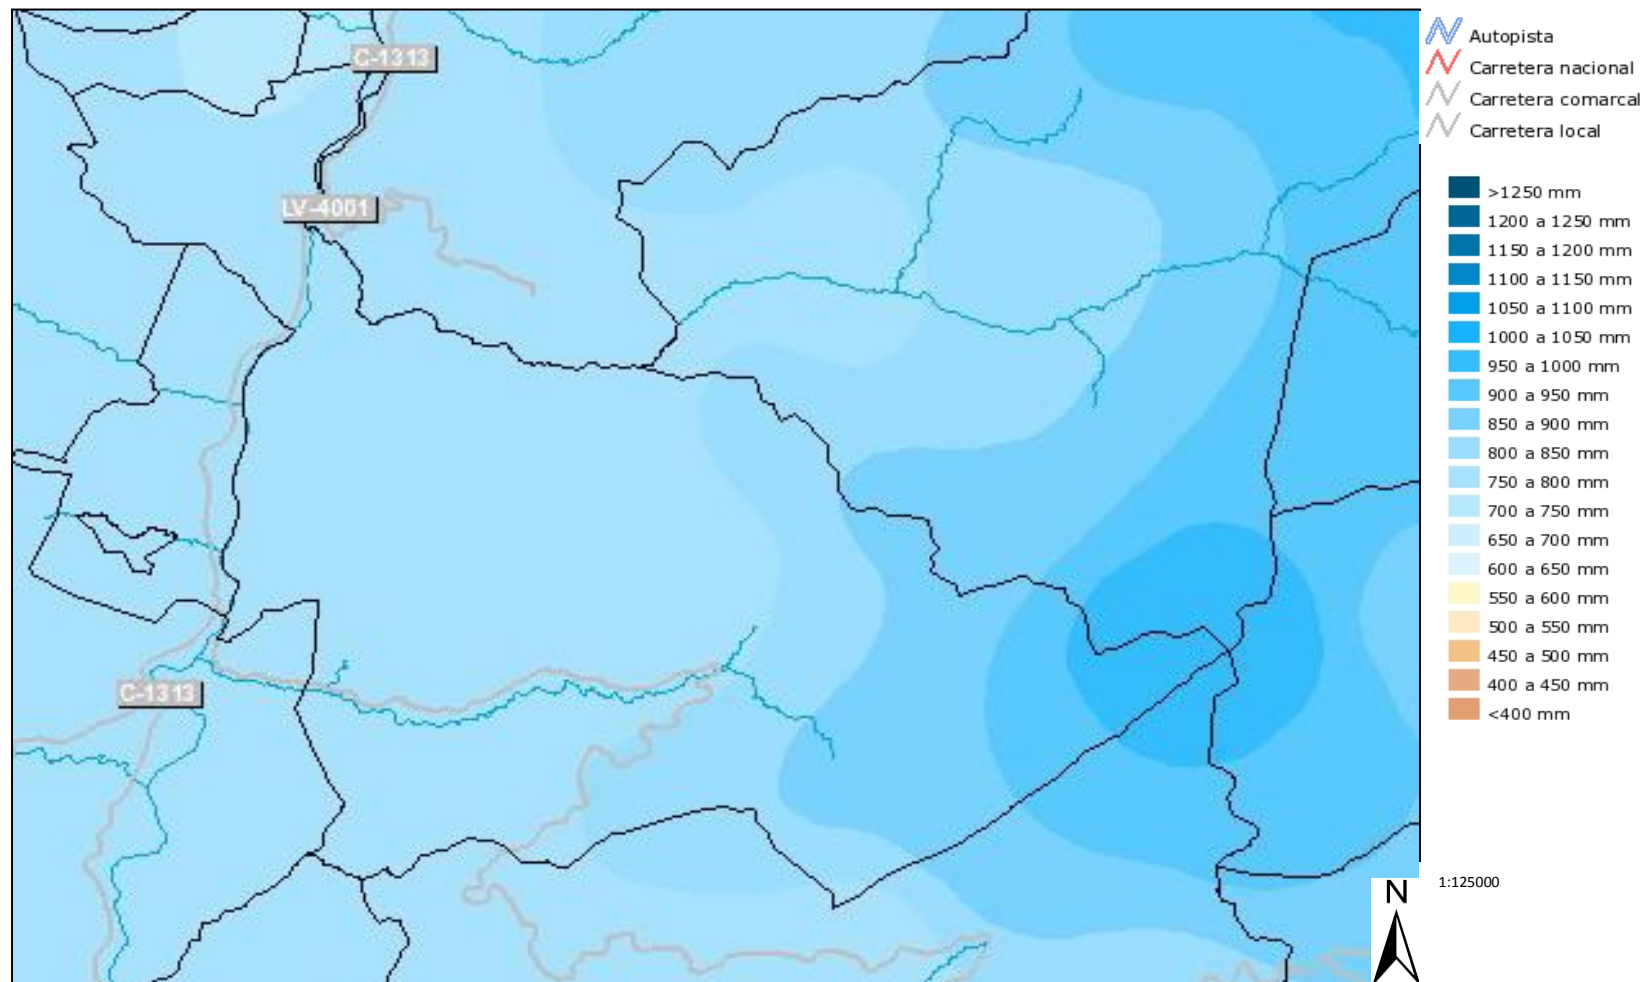 C-1313
LV-4001
C-1313
Autopista
Carretera nacional
Carretera comarcal
Carretera local
>1250 mm
1200 a 1250 mm
1150 a 1200 mm
1100 a 1150 mm
1050 a 1100 mm
1000 a 1050 mm
950 a 1000 mm
900 a 950 mm
850 a 900 mm
800 a 850 mm
750 a 800 mm
700 a 750 mm
650 a 700 mm
600 a 650 mm
550 a 600 mm
500 a 550 mm
450 a 500 mm
400 a 450 mm
<400 mm
1:125000
N